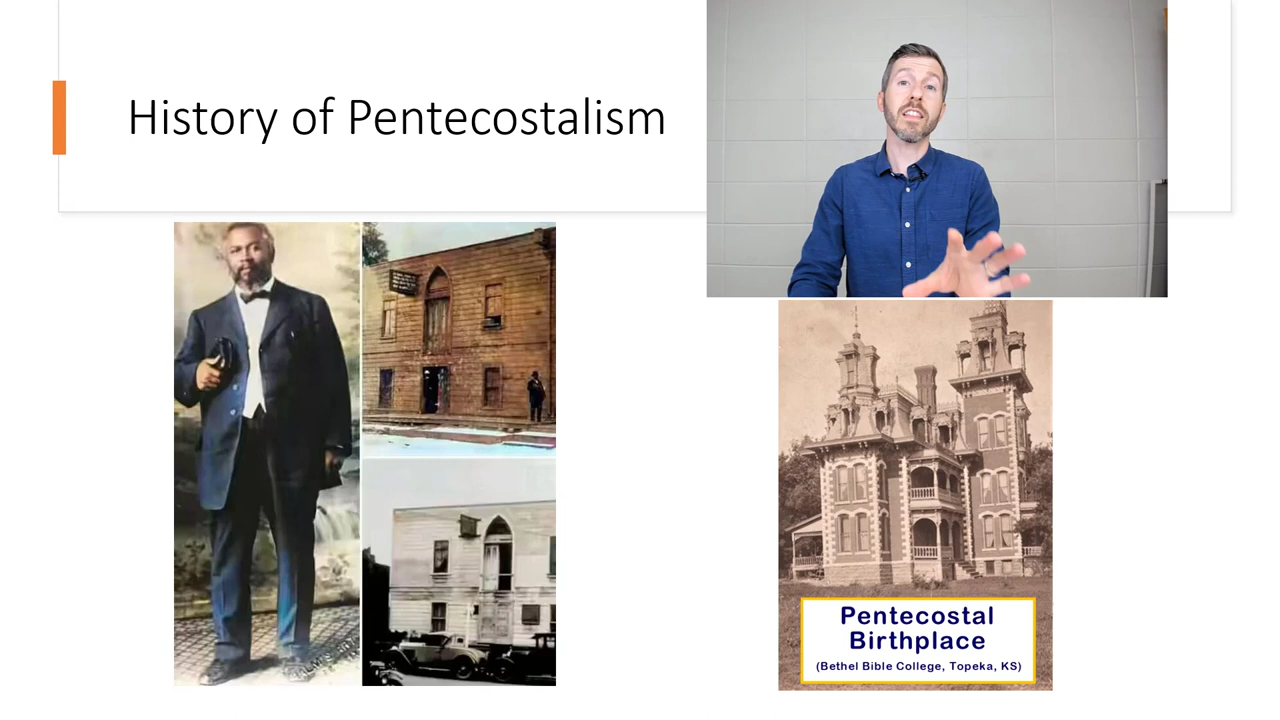 History of Pentecostalism
Pentecostal
Birthplace
(Bethel Bible College, Topeka, KS)